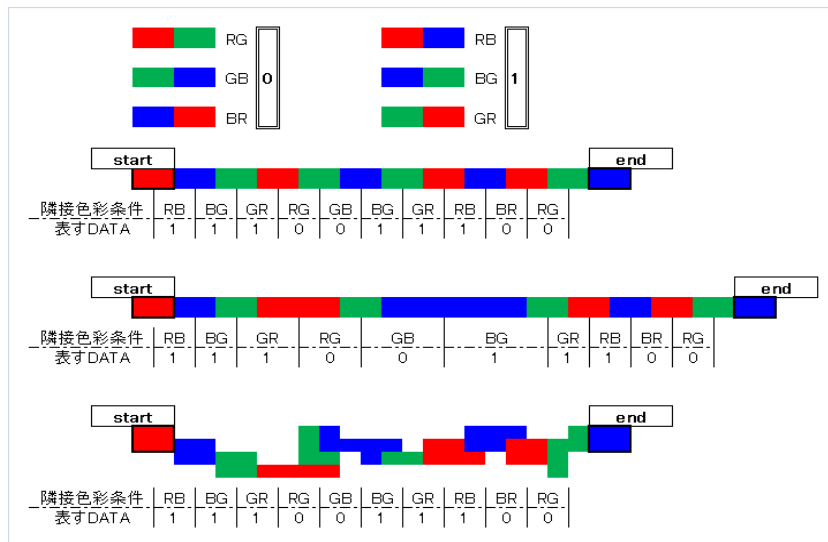 RG RB
GB 0 BG 1
BR GR
start end
隣接色彩条件 RB BG GR RG GB BG GR RB BR RG
表すDATA 1 1 1 0 0 1 1 1 0 0
start end
隣接色彩条件 RB BG GR RG GB BG GR RB BR RG
表すDATA 1 1 1 0 0 1 1 1 0 0
start end
隣接色彩条件 RB BG GR RG GB BG GR RB BR RG
表すDATA 1 1 1 0 0 1 1 1 0 0